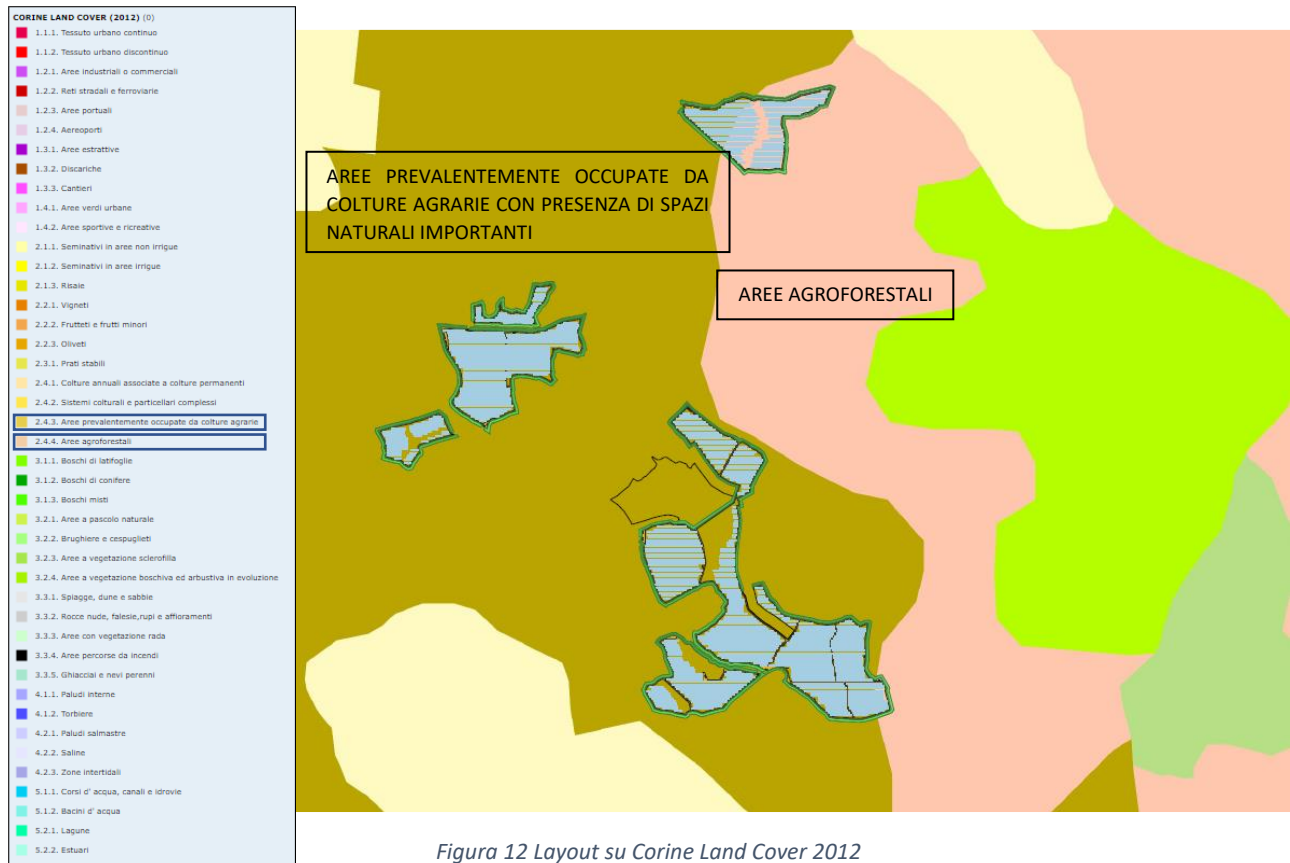 CORINE LAND COVER (2012) (0)
1.1.1. Tessuto urbano continuo
1.1.2. Tessuto urbano discontinuo
1.2.1. Aree industriali o commerciali
1.2.2. Reti stradali e ferroviarie
1.2.3. Aree portuali
1.2.4. Aereoporti
1.3.1. Aree estrattive
1.3.2. Discariche
1.3.3. Cantieri
1.4.1. Aree verdi urbane
1.4.2. Aree sportive e ricreative
2.1.1. Seminativi in aree non irrigue
2.1.2. Seminativi in aree irrigue
2.1.3. Risaie
2.2.1. Vigneti
2.2.2. Frutteti e frutti minori
2.2.3. Oliveti
2.3.1. Prati stabili
2.4.1. Colture annuali associate a colture permanenti
2.4.2. Sistemi colturali e particellari complessi
2.4.3. Aree prevalentemente occupate da colture agrarie
2.4.4. Aree agroforestali
3.1.1. Boschi di latifoglie
3.1.2. Boschi di conifere
3.1.3. Boschi misti
3.2.1. Aree a pascolo naturale
3.2.2. Brughiere e cespuglieti
3.2.3. Aree a vegetazione sclerofilla
3.2.4. Aree a vegetazione boschiva ed arbustiva in evoluzione
3.3.1. Spiagge, dune e sabbie
3.3.2. Rocce nude, falesie,rupi e affioramenti
3.3.3. Aree con vegetazione rada
3.3.4. Aree percorse da incendi
3.3.5. Ghiacciai e nevi perenni
4.1.1. Paludi interne
4.1.2. Torbiere
4.2.1. Paludi salmastre
4.2.2. Saline
4.2.3. Zone intertidali
5.1.1. Corsi d' acqua, canali e idrovie
5.1.2. Bacini d' acqua
5.2.1. Lagune
5.2.2. Estuari
AREE PREVALENTEMENTE OCCUPATE DA
COLTURE AGRARIE CON PRESENZA DI SPAZI
NATURALI IMPORTANTI
AREE AGROFORESTALI
Figura 12 Layout su Corine Land Cover 2012